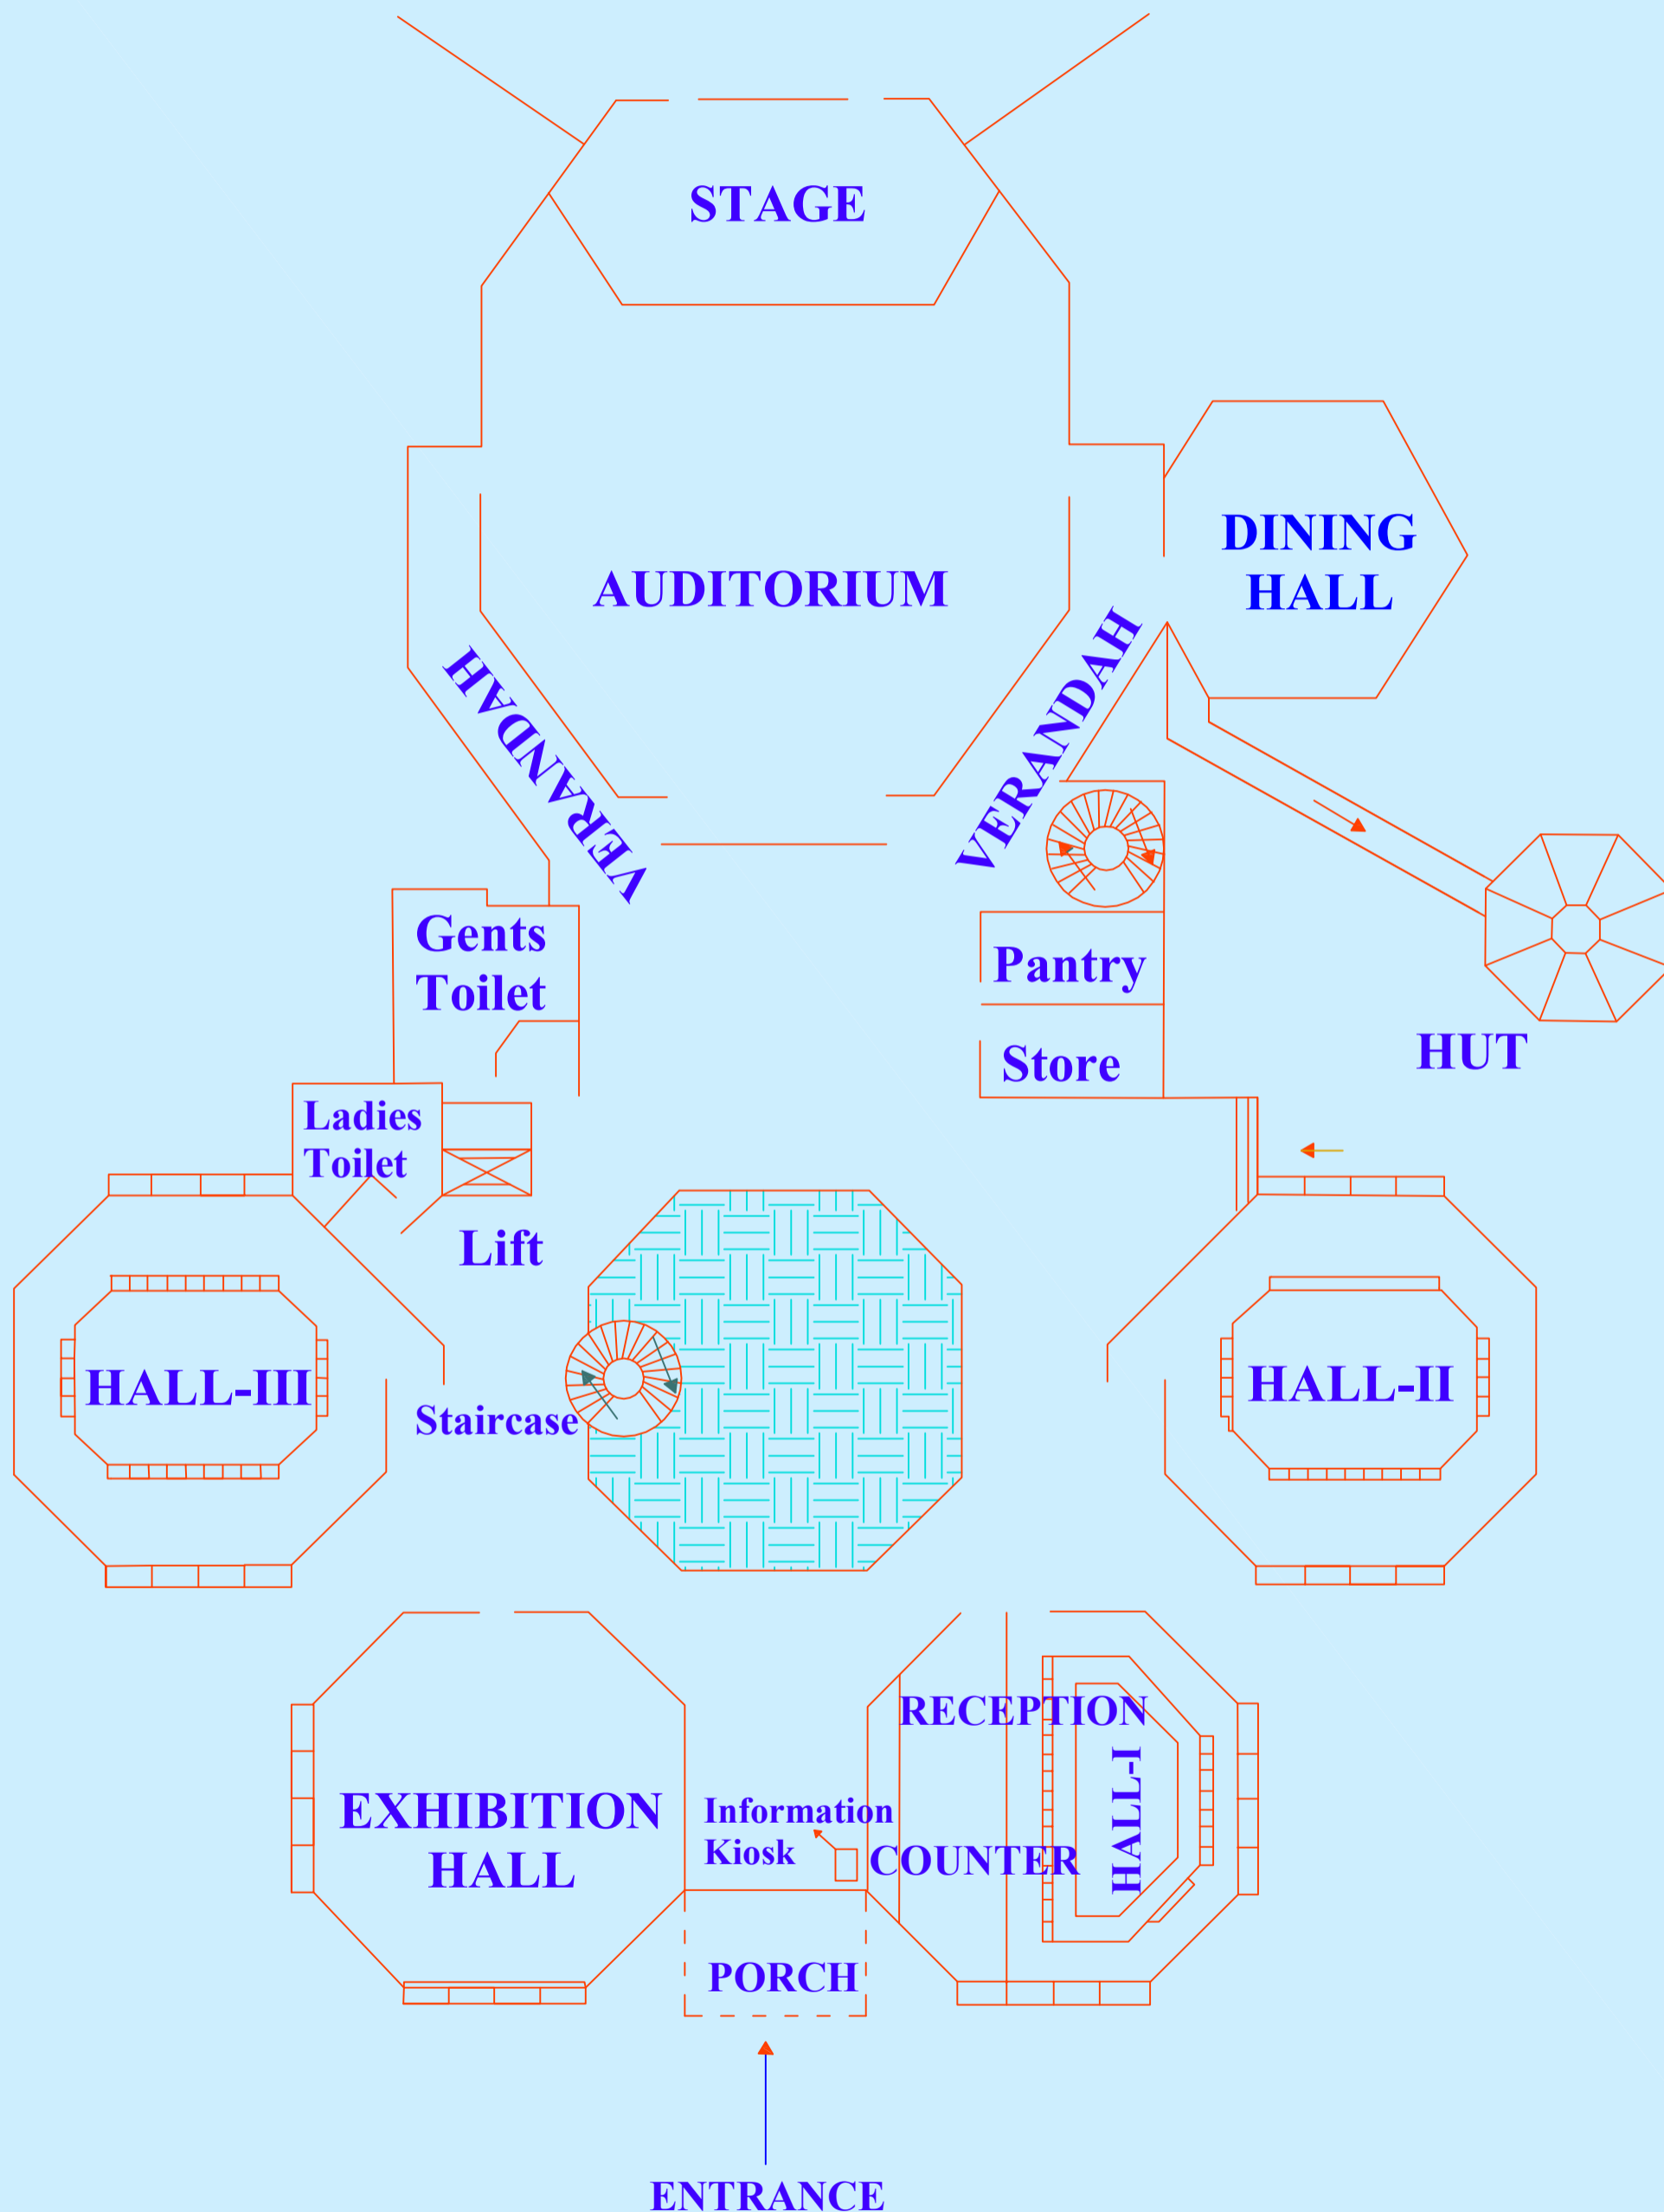 STAGE
DINING
HALL
AUDITORIUM
VERANDAH
VERANDAH
Gents
Toilet
Pantry
Store
HUT
Ladies
Toilet
Lift
HALL-III
HALL-II
Staircase
RECEPTION
HALL-I
EXHIBITION
HALL
Information
Kiosk
COUNTER
PORCH
ENTRANCE